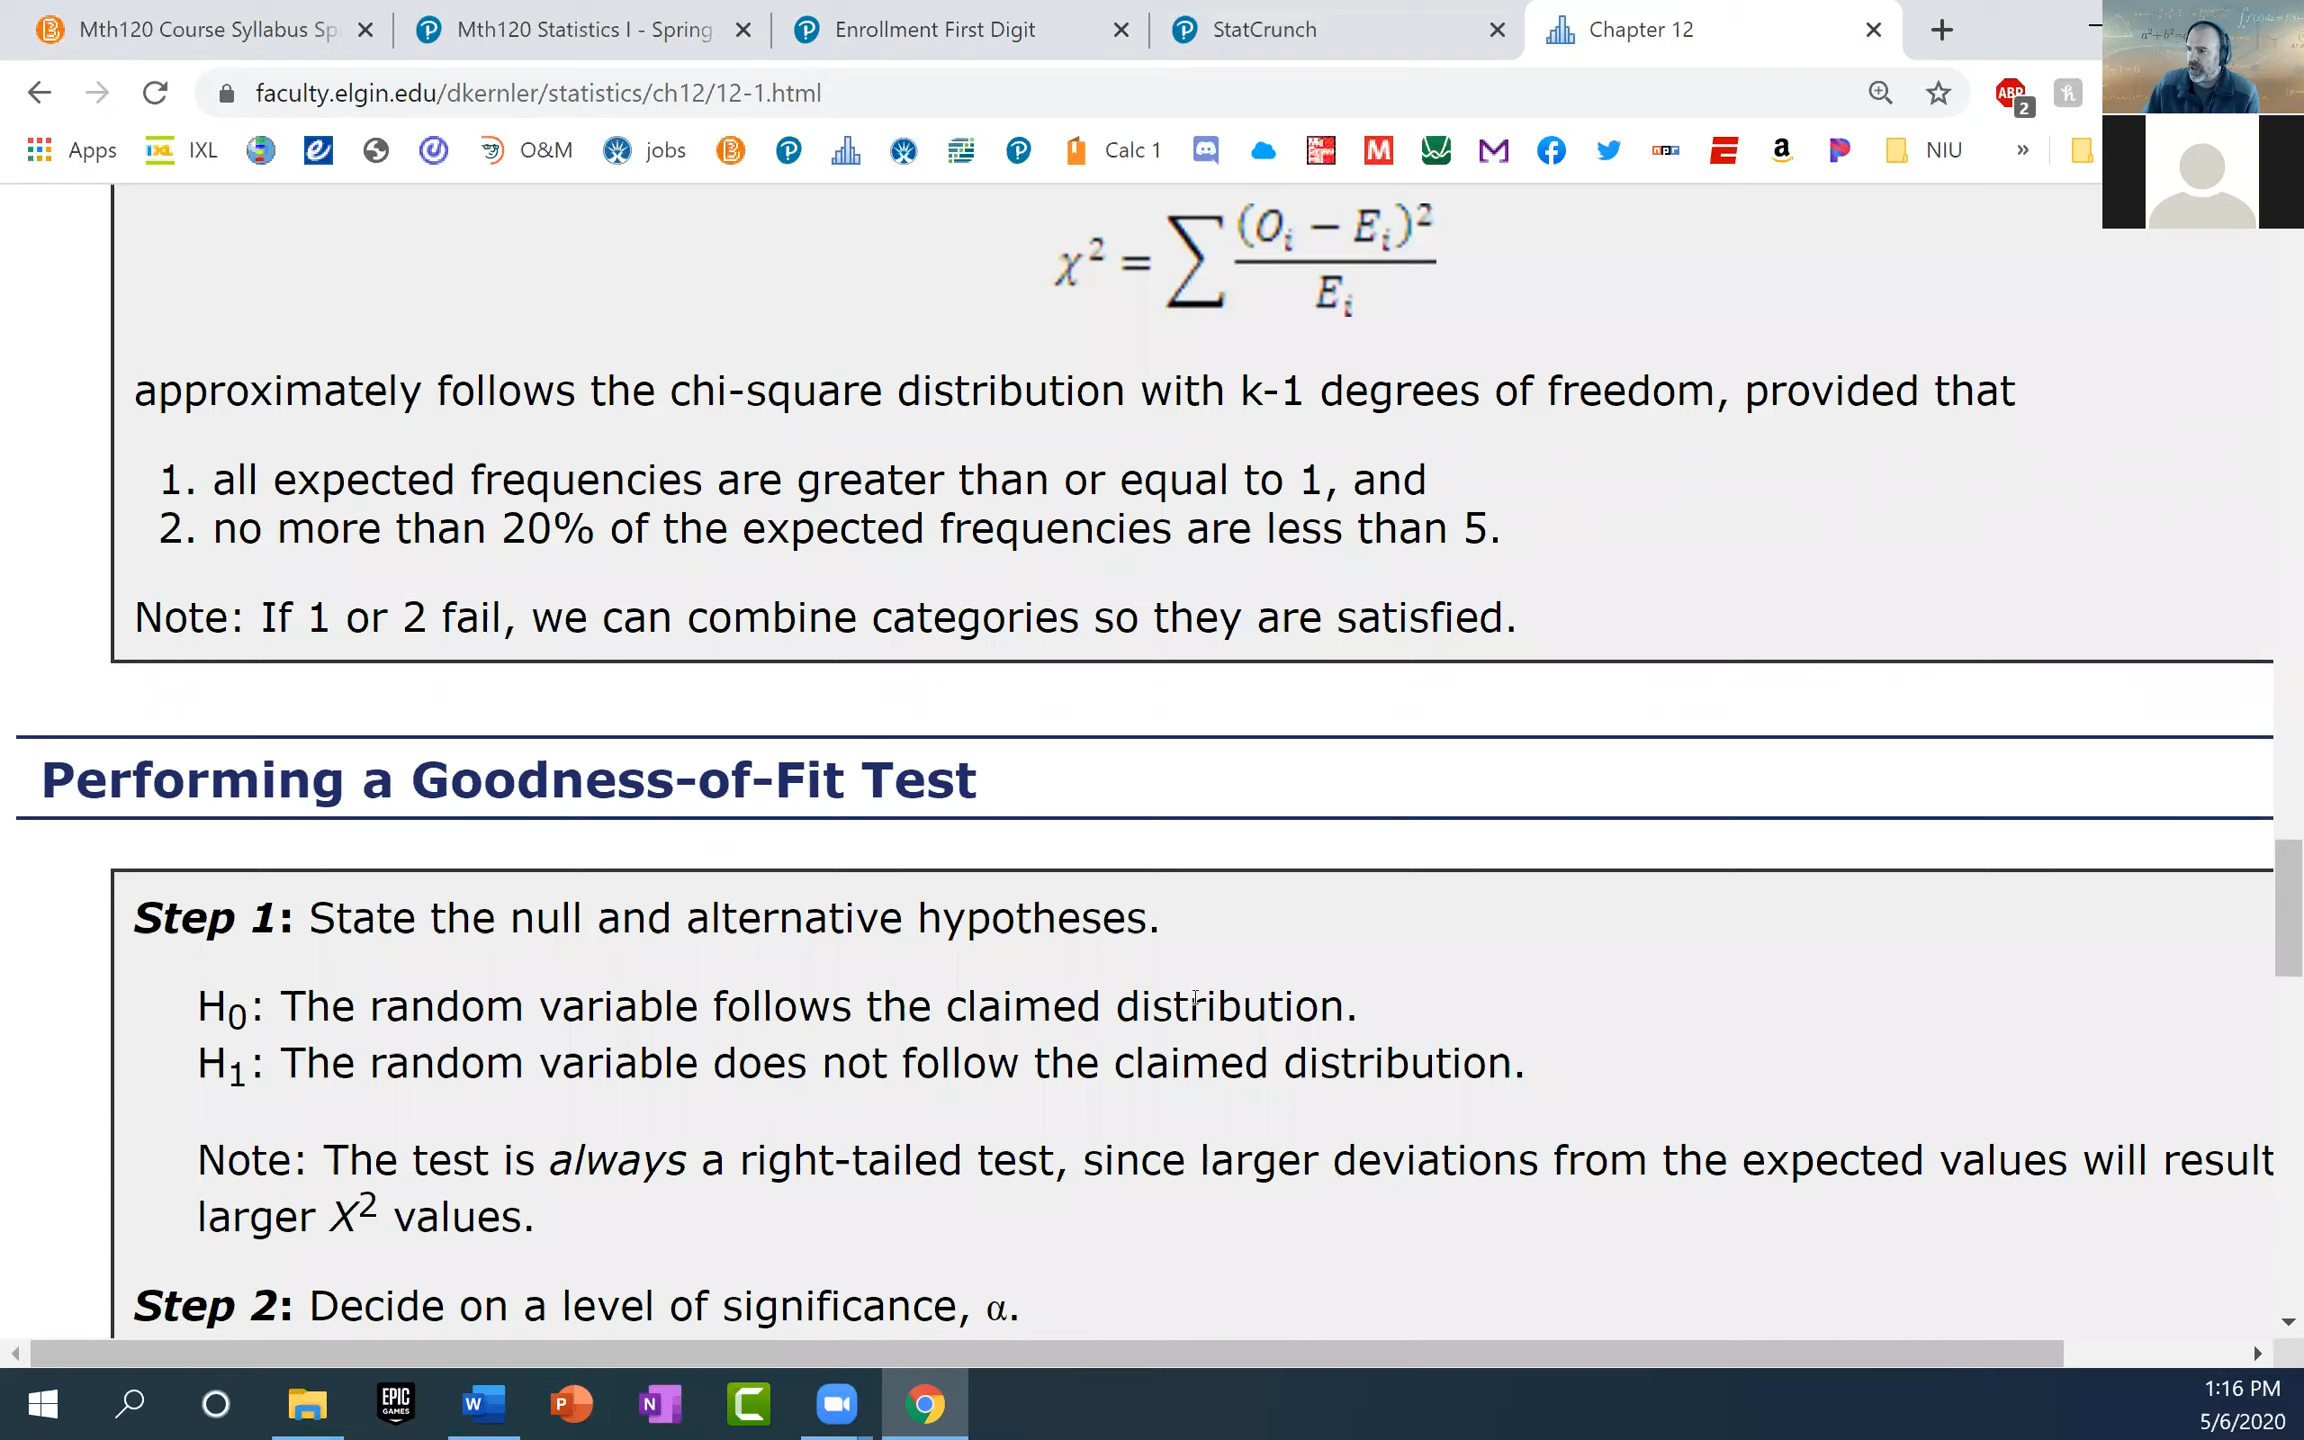 Mth120 Course Syllabus Sp
Mth120 Statistics I - Spring
Enrollment First Digit
StatCrunch
Chapter 12
faculty.elgin.edu/dkernler/statistics/ch12/12-1.html
ABP
2
Apps
IXL
IXL
O&M
jobs
Calc 1
npr
NIU
»
χ² = ∑ (Oᵢ − Eᵢ)² / Eᵢ
approximately follows the chi-square distribution with k-1 degrees of freedom, provided that
1. all expected frequencies are greater than or equal to 1, and
2. no more than 20% of the expected frequencies are less than 5.
Note: If 1 or 2 fail, we can combine categories so they are satisfied.
Performing a Goodness-of-Fit Test
Step 1: State the null and alternative hypotheses.
H₀: The random variable follows the claimed distribution.
H₁: The random variable does not follow the claimed distribution.
Note: The test is always a right-tailed test, since larger deviations from the expected values will result
larger X² values.
Step 2: Decide on a level of significance, α.
EPIC
GAMES
1:16 PM
5/6/2020